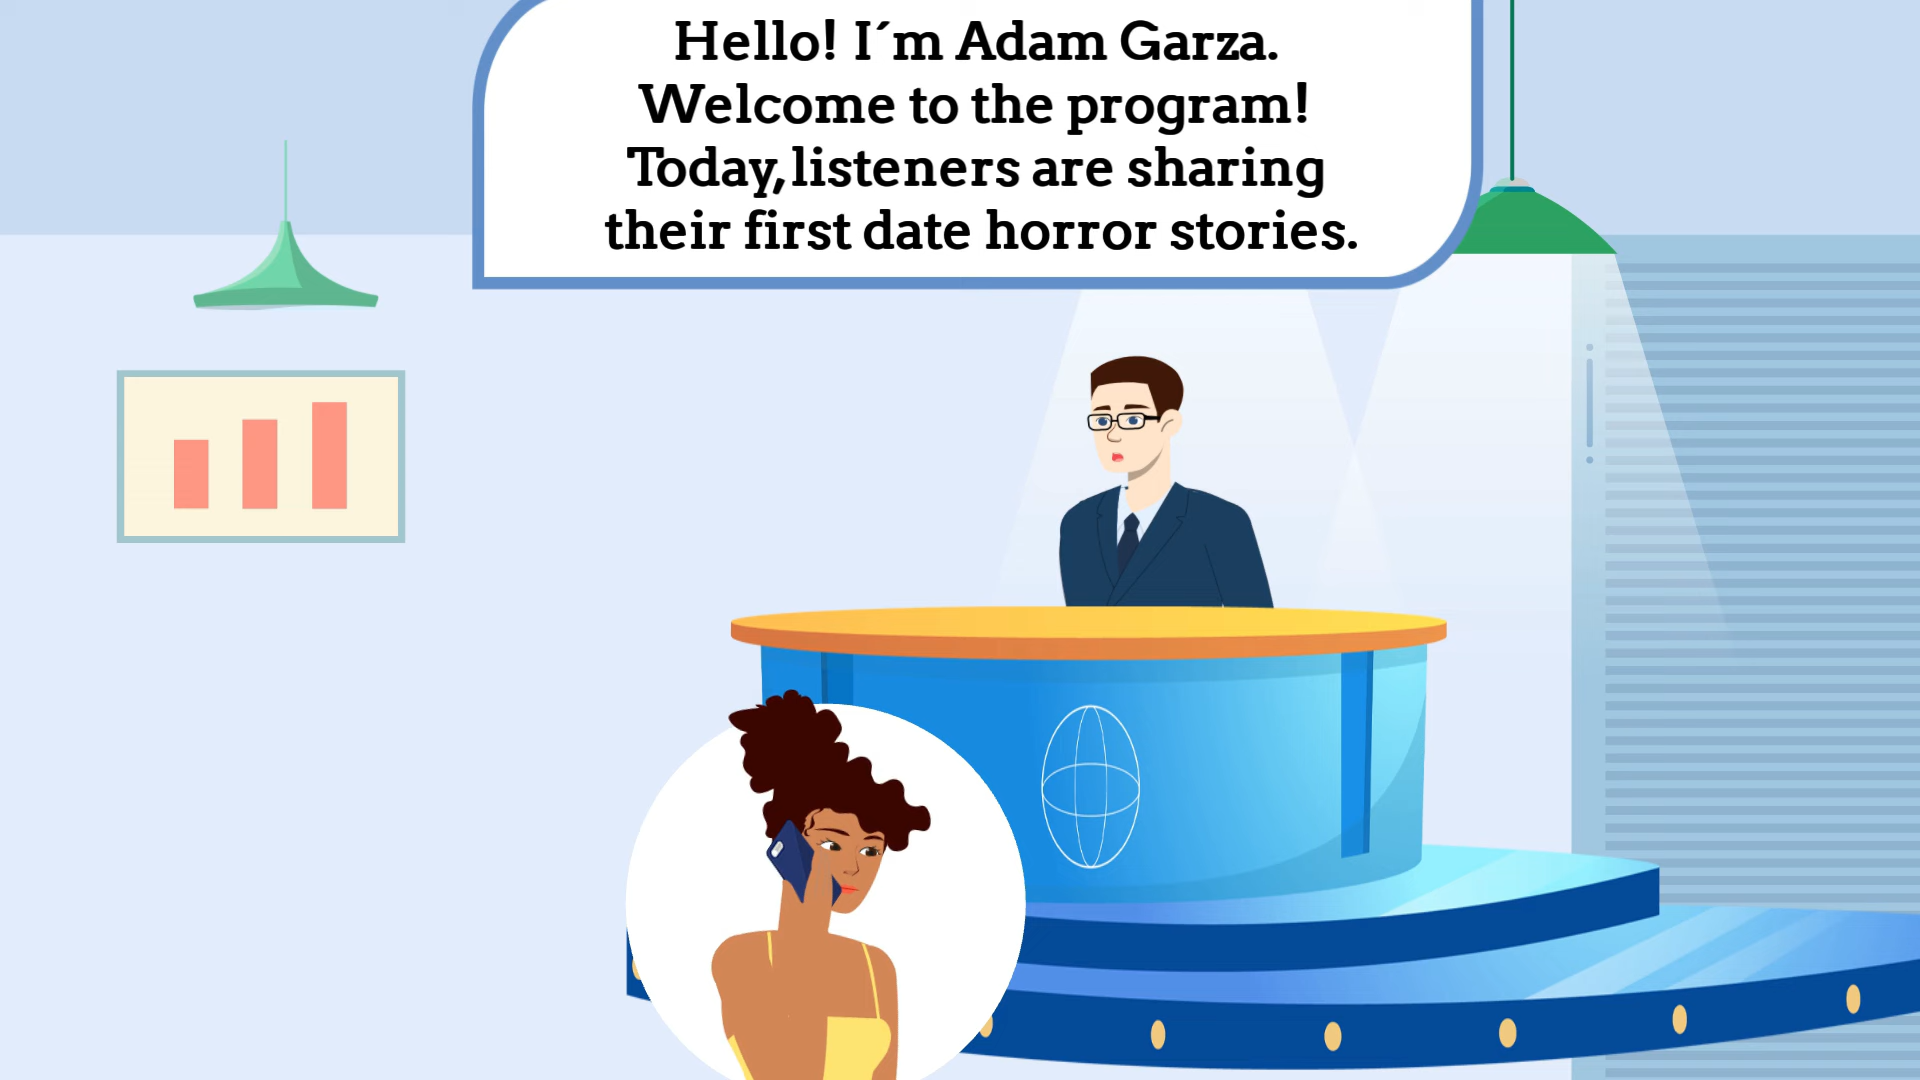 Hello! I´m Adam Garza.
Welcome to the program!
Today,listeners are sharing
their first date horror stories.